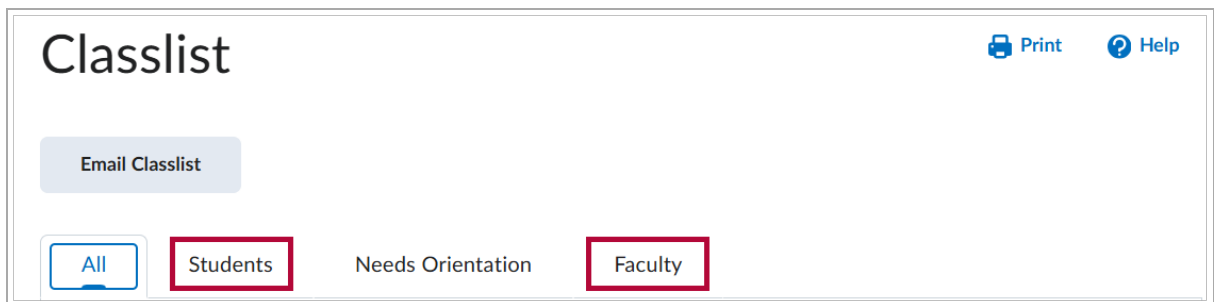 Classlist
Print
Help
Email Classlist
All
Students
Needs Orientation
Faculty